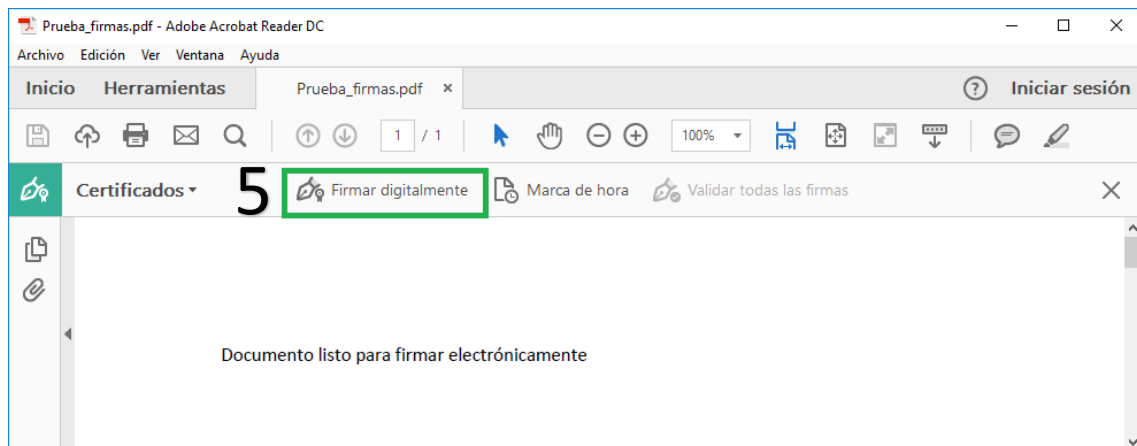 Prueba_firmas.pdf - Adobe Acrobat Reader DC
Archivo Edición Ver Ventana Ayuda
Inicio Herramientas Prueba_firmas.pdf × ? Iniciar sesión
1 / 1 100%
Certificados 5 Firmar digitalmente Marca de hora Validar todas las firmas
Documento listo para firmar electrónicamente